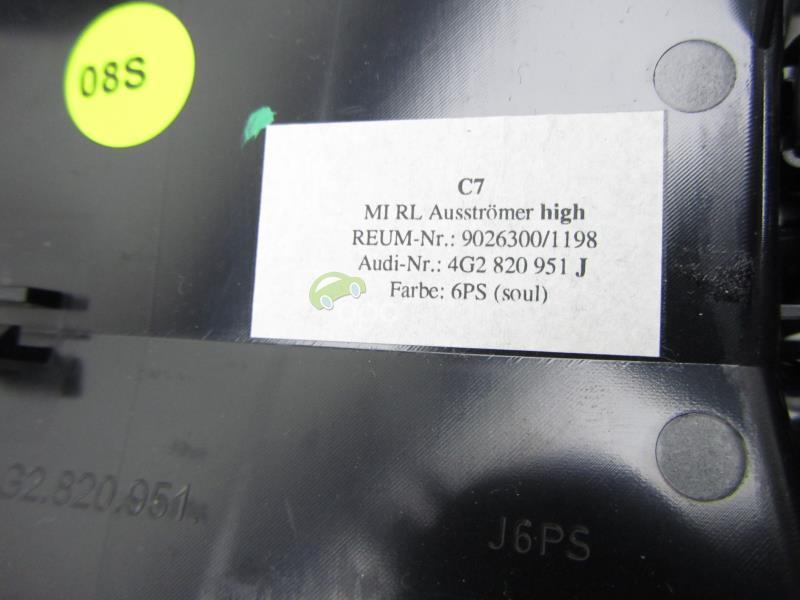 08S
C7
MI RL Ausströmer high
REUM-Nr.: 9026300/1198
Audi-Nr.: 4G2 820 951 J
Farbe: 6PS (soul)
G2.820.951.
J6PS